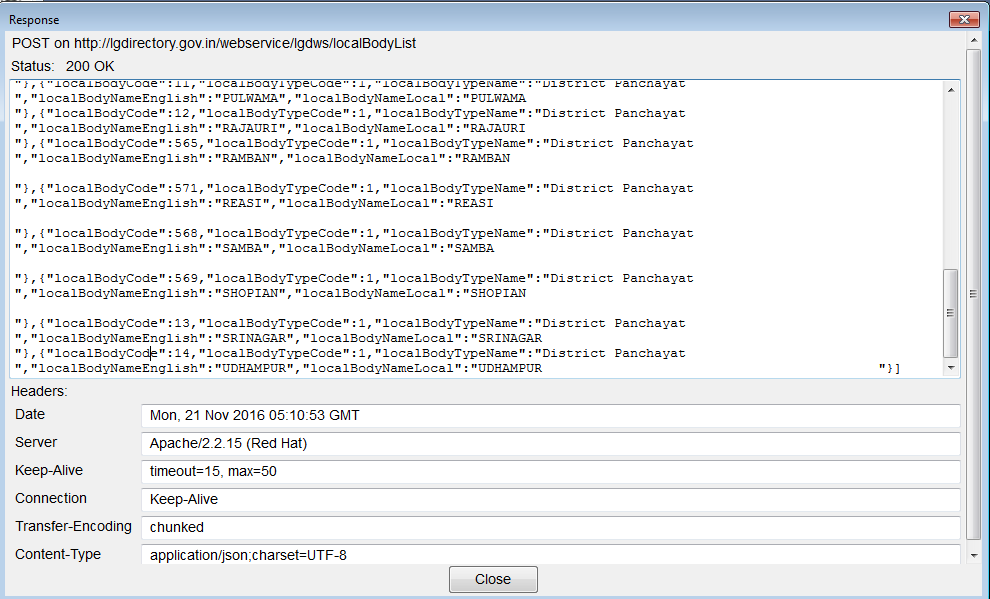 Response
POST on http://lgdirectory.gov.in/webservice/lgdws/localBodyList
Status: 200 OK
"},{"localBodyCode":11,"localBodyTypeCode":1,"localBodyTypeName":"District Panchayat
","localBodyNameEnglish":"PULWAMA","localBodyNameLocal":"PULWAMA
"},{"localBodyCode":12,"localBodyTypeCode":1,"localBodyTypeName":"District Panchayat
","localBodyNameEnglish":"RAJAURI","localBodyNameLocal":"RAJAURI
"},{"localBodyCode":565,"localBodyTypeCode":1,"localBodyTypeName":"District Panchayat
","localBodyNameEnglish":"RAMBAN","localBodyNameLocal":"RAMBAN
"},{"localBodyCode":571,"localBodyTypeCode":1,"localBodyTypeName":"District Panchayat
","localBodyNameEnglish":"REASI","localBodyNameLocal":"REASI
"},{"localBodyCode":568,"localBodyTypeCode":1,"localBodyTypeName":"District Panchayat
","localBodyNameEnglish":"SAMBA","localBodyNameLocal":"SAMBA
"},{"localBodyCode":569,"localBodyTypeCode":1,"localBodyTypeName":"District Panchayat
","localBodyNameEnglish":"SHOPIAN","localBodyNameLocal":"SHOPIAN
"},{"localBodyCode":13,"localBodyTypeCode":1,"localBodyTypeName":"District Panchayat
","localBodyNameEnglish":"SRINAGAR","localBodyNameLocal":"SRINAGAR
"},{"localBodyCode":14,"localBodyTypeCode":1,"localBodyTypeName":"District Panchayat
","localBodyNameEnglish":"UDHAMPUR","localBodyNameLocal":"UDHAMPUR "}]
Headers:
Date Mon, 21 Nov 2016 05:10:53 GMT
Server Apache/2.2.15 (Red Hat)
Keep-Alive timeout=15, max=50
Connection Keep-Alive
Transfer-Encoding chunked
Content-Type application/json;charset=UTF-8
Close